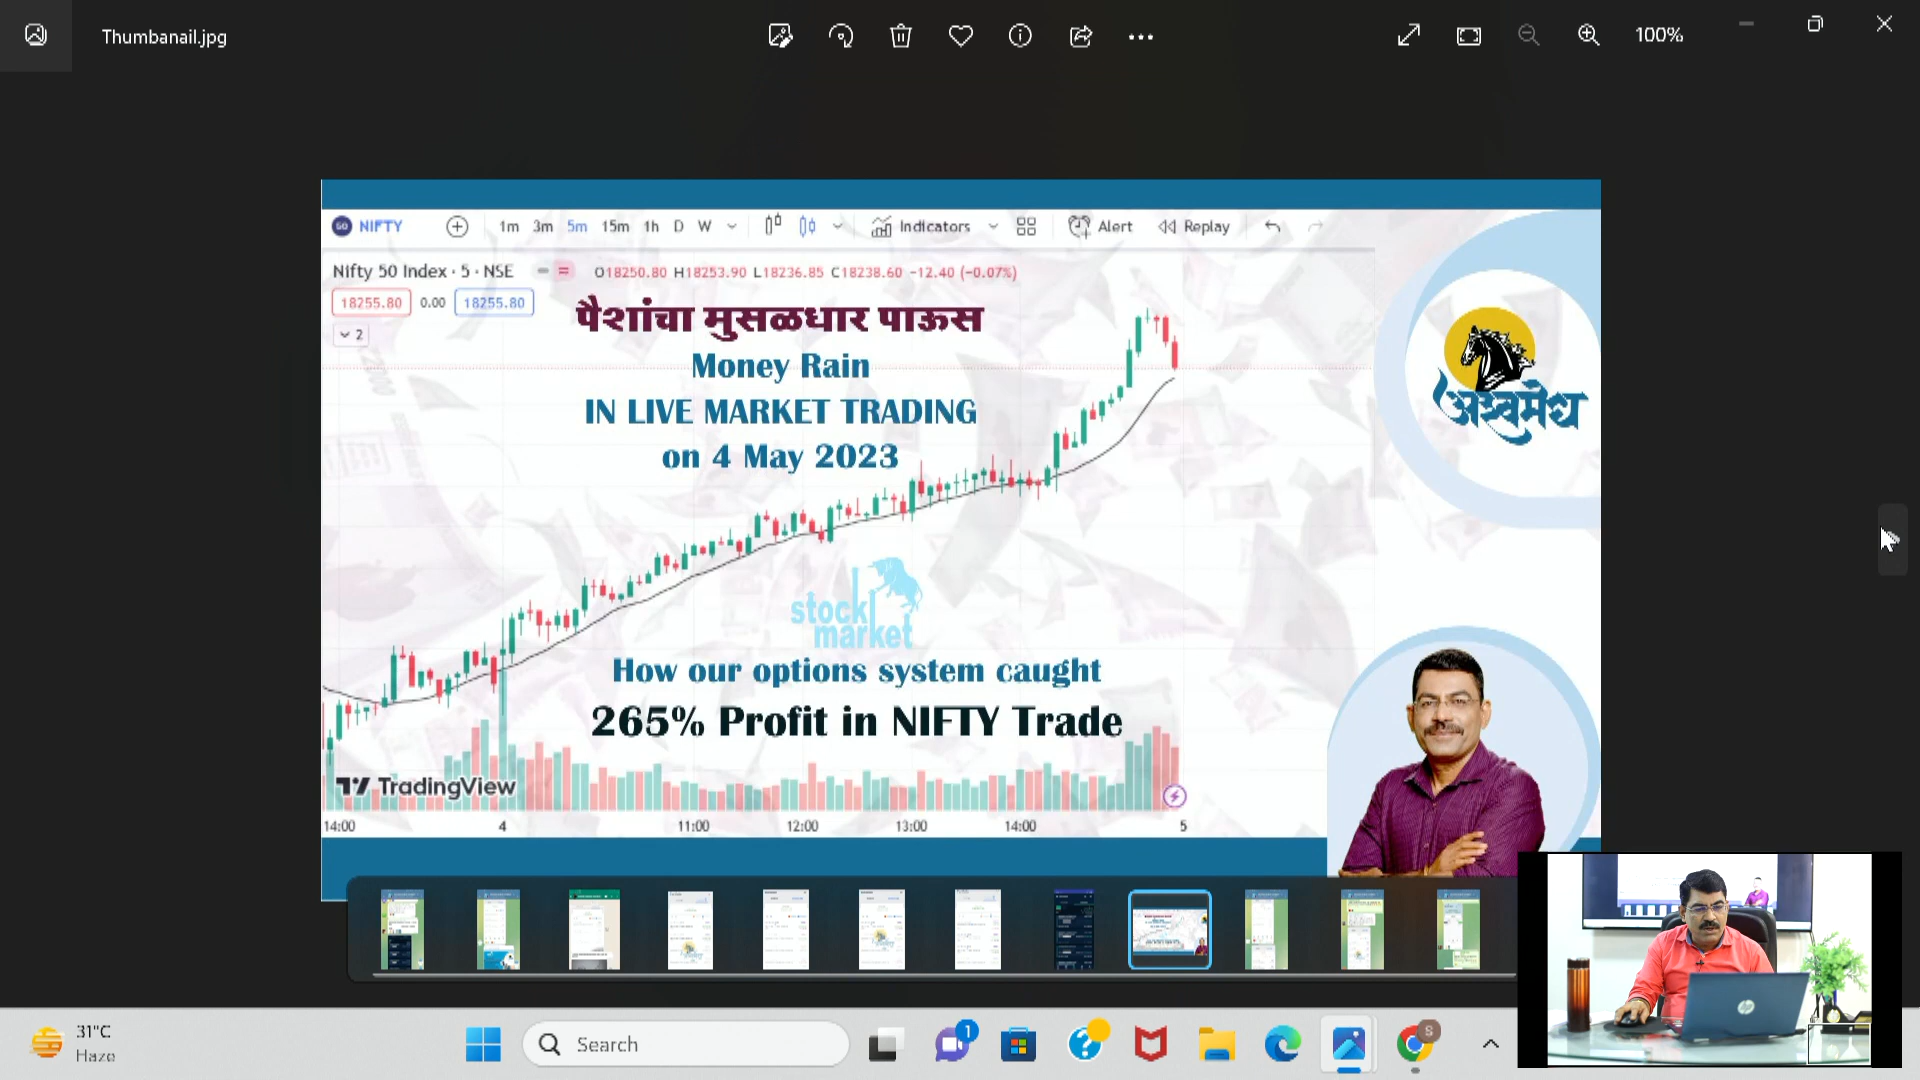 Thumbanail.jpg
100%
NIFTY
1m 3m 5m 15m 1h D W
Indicators
Alert
Replay
Nifty 50 Index · 5 · NSE
O18250.80 H18253.90 L18236.85 C18238.60 −12.40 (−0.07%)
18255.80 0.00 18255.80
2
पैशांचा मुसळधार पाऊस
Money Rain
IN LIVE MARKET TRADING
on 4 May 2023
अश्वमेध
stock
market
How our options system caught
265% Profit in NIFTY Trade
TradingView
14:00 4 11:00 12:00 13:00 14:00 5
31°C
Haze
Search
1
S
hp